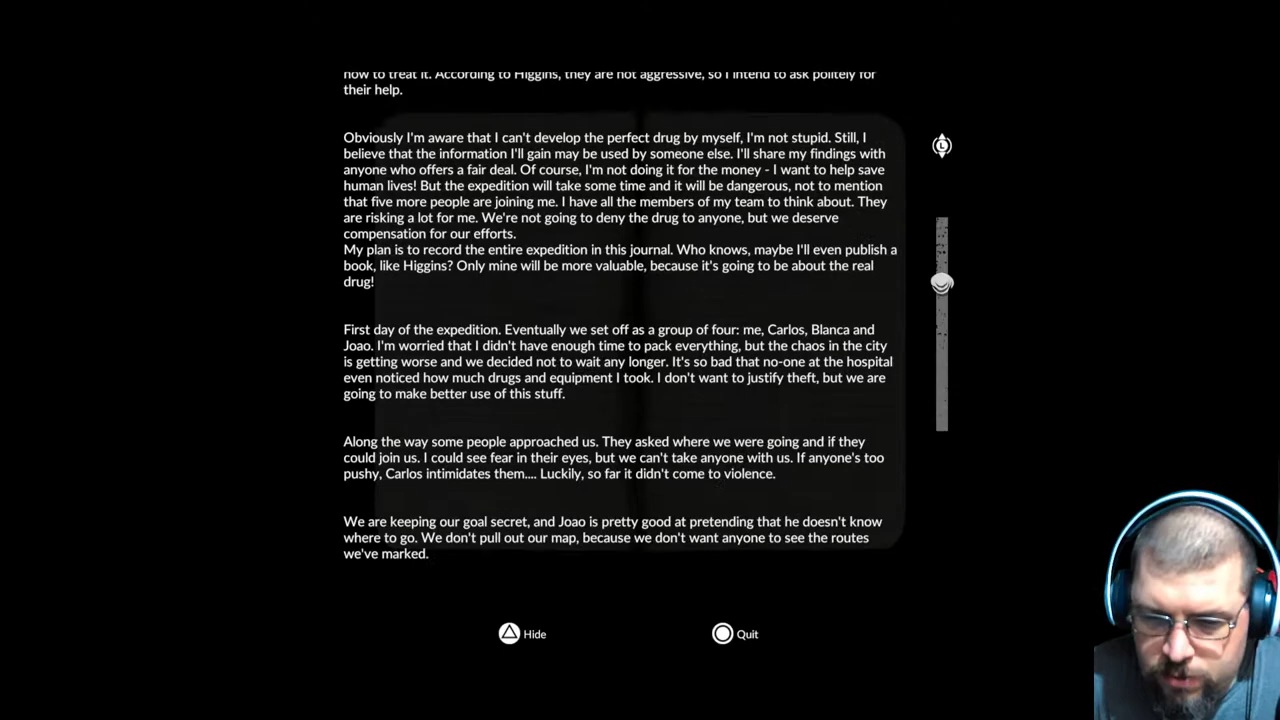 how to treat it. According to Higgins, they are not aggressive, so I intend to ask politely for
their help.
Obviously I'm aware that I can't develop the perfect drug by myself, I'm not stupid. Still, I
believe that the information I'll gain may be used by someone else. I'll share my findings with
anyone who offers a fair deal. Of course, I'm not doing it for the money - I want to help save
human lives! But the expedition will take some time and it will be dangerous, not to mention
that five more people are joining me. I have all the members of my team to think about. They
are risking a lot for me. We're not going to deny the drug to anyone, but we deserve
compensation for our efforts.
My plan is to record the entire expedition in this journal. Who knows, maybe I'll even publish a
book, like Higgins? Only mine will be more valuable, because it's going to be about the real
drug!
First day of the expedition. Eventually we set off as a group of four: me, Carlos, Blanca and
Joao. I'm worried that I didn't have enough time to pack everything, but the chaos in the city
is getting worse and we decided not to wait any longer. It's so bad that no-one at the hospital
even noticed how much drugs and equipment I took. I don't want to justify theft, but we are
going to make better use of this stuff.
Along the way some people approached us. They asked where we were going and if they
could join us. I could see fear in their eyes, but we can't take anyone with us. If anyone's too
pushy, Carlos intimidates them.... Luckily, so far it didn't come to violence.
We are keeping our goal secret, and Joao is pretty good at pretending that he doesn't know
where to go. We don't pull out our map, because we don't want anyone to see the routes
we've marked.
L
Hide
Quit